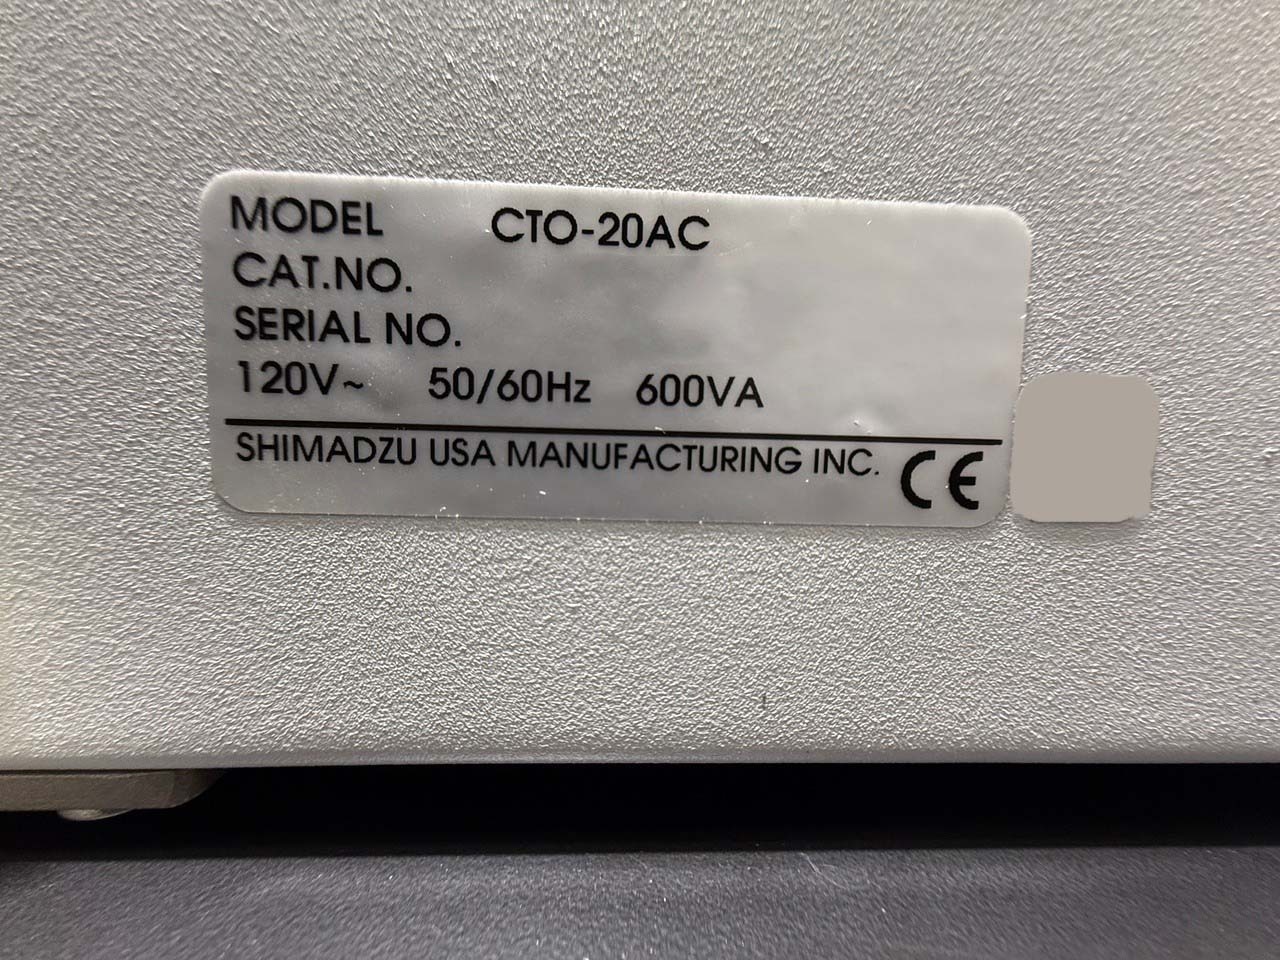 MODEL CTO-20AC
CAT.NO.
SERIAL NO.
120V~ 50/60Hz 600VA
SHIMADZU USA MANUFACTURING INC. CE